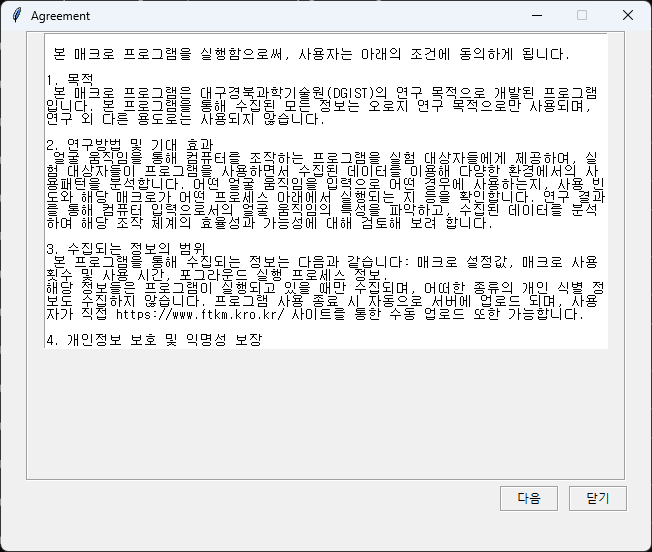 Agreement
본 매크로 프로그램을 실행함으로써, 사용자는 아래의 조건에 동의하게 됩니다.
1. 목적
본 매크로 프로그램은 대구경북과학기술원(DGIST)의 연구 목적으로 개발된 프로그램
입니다. 본 프로그램을 통해 수집된 모든 정보는 오로지 연구 목적으로만 사용되며,
연구 외 다른 용도로는 사용되지 않습니다.
2. 연구방법 및 기대 효과
얼굴 움직임을 통해 컴퓨터를 조작하는 프로그램을 실험 대상자들에게 제공하여, 실
험 대상자들이 프로그램을 사용하면서 수집된 데이터를 이용해 다양한 환경에서의 사
용패턴을 분석합니다. 어떤 얼굴 움직임을 입력으로 어떤 경우에 사용하는지, 사용 빈
도와 해당 매크로가 어떤 프로세스 아래에서 실행되는 지 등을 확인합니다. 연구 결과
를 통해 컴퓨터 입력으로서의 얼굴 움직임의 특성을 파악하고, 수집된 데이터를 분석
하여 해당 조작 체계의 효율성과 가능성에 대해 검토해 보려 합니다.
3. 수집되는 정보의 범위
본 프로그램을 통해 수집되는 정보는 다음과 같습니다: 매크로 설정값, 매크로 사용
횟수 및 사용 시간, 포그라운드 실행 프로세스 정보.
해당 정보들은 프로그램이 실행되고 있을 때만 수집되며, 어떠한 종류의 개인 식별 정
보도 수집하지 않습니다. 프로그램 사용 종료 시 자동으로 서버에 업로드 되며, 사용
자가 직접 https://www.ftkm.kro.kr/ 사이트를 통한 수동 업로드 또한 가능합니다.
4. 개인정보 보호 및 익명성 보장
다음
닫기